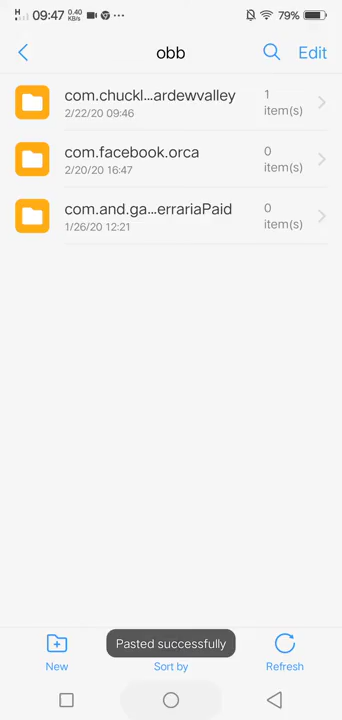 H 09:47 0.40 KB/s 79%
obb
Edit
com.chuckl...ardewvalley
1 item(s)
2/22/20 09:46
com.facebook.orca
0 item(s)
2/20/20 16:47
com.and.ga...errariaPaid
0 item(s)
1/26/20 12:21
Pasted successfully
New
Sort by
Refresh